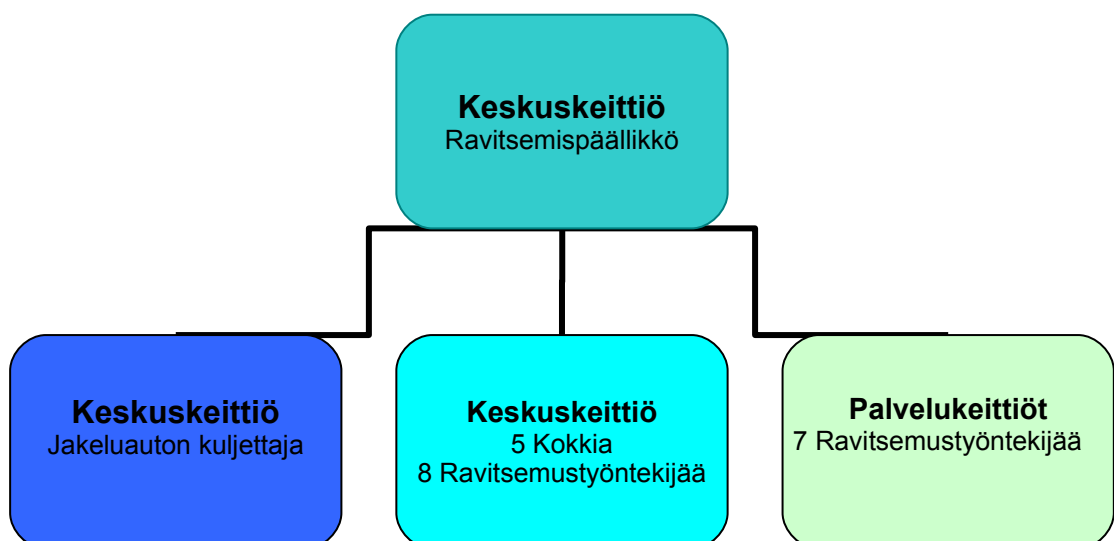 Keskuskeittiö
Ravitsemispäällikkö
Keskuskeittiö
Jakeluauton kuljettaja
Keskuskeittiö
5 Kokkia
8 Ravitsemustyöntekijää
Palvelukeittiöt
7 Ravitsemustyöntekijää